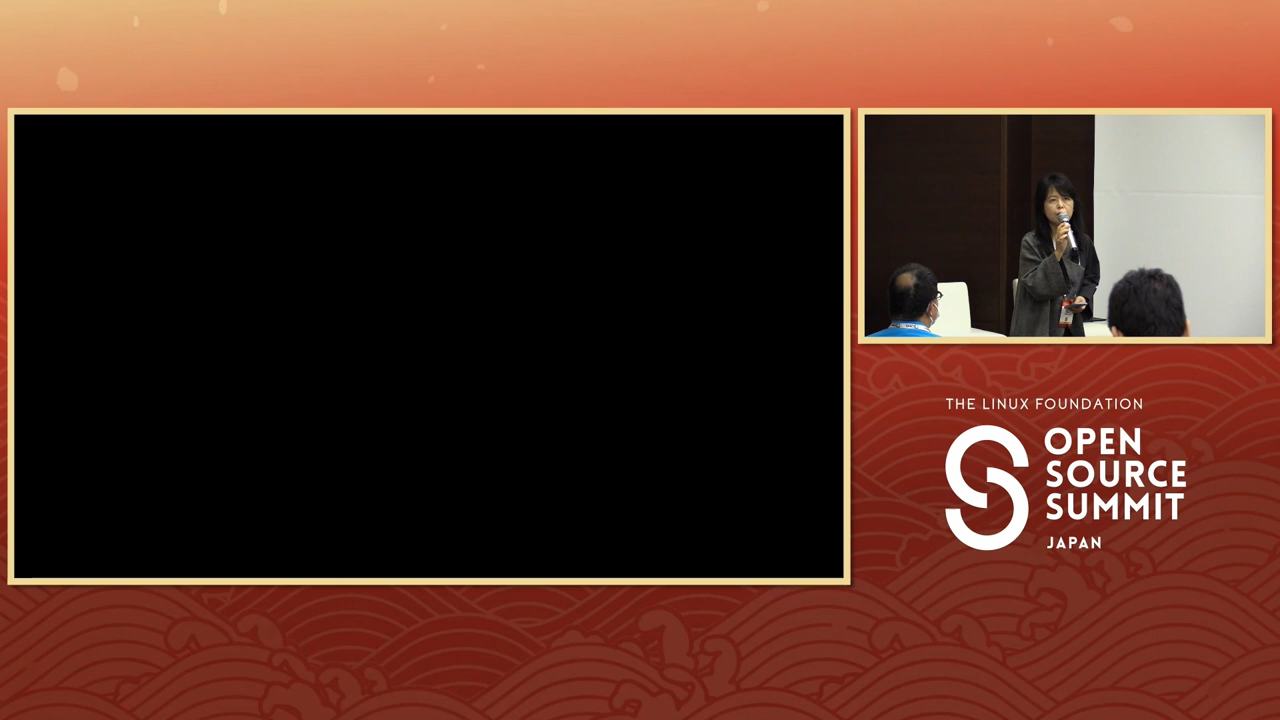 THE LINUX FOUNDATION
OPEN
SOURCE
SUMMIT
JAPAN